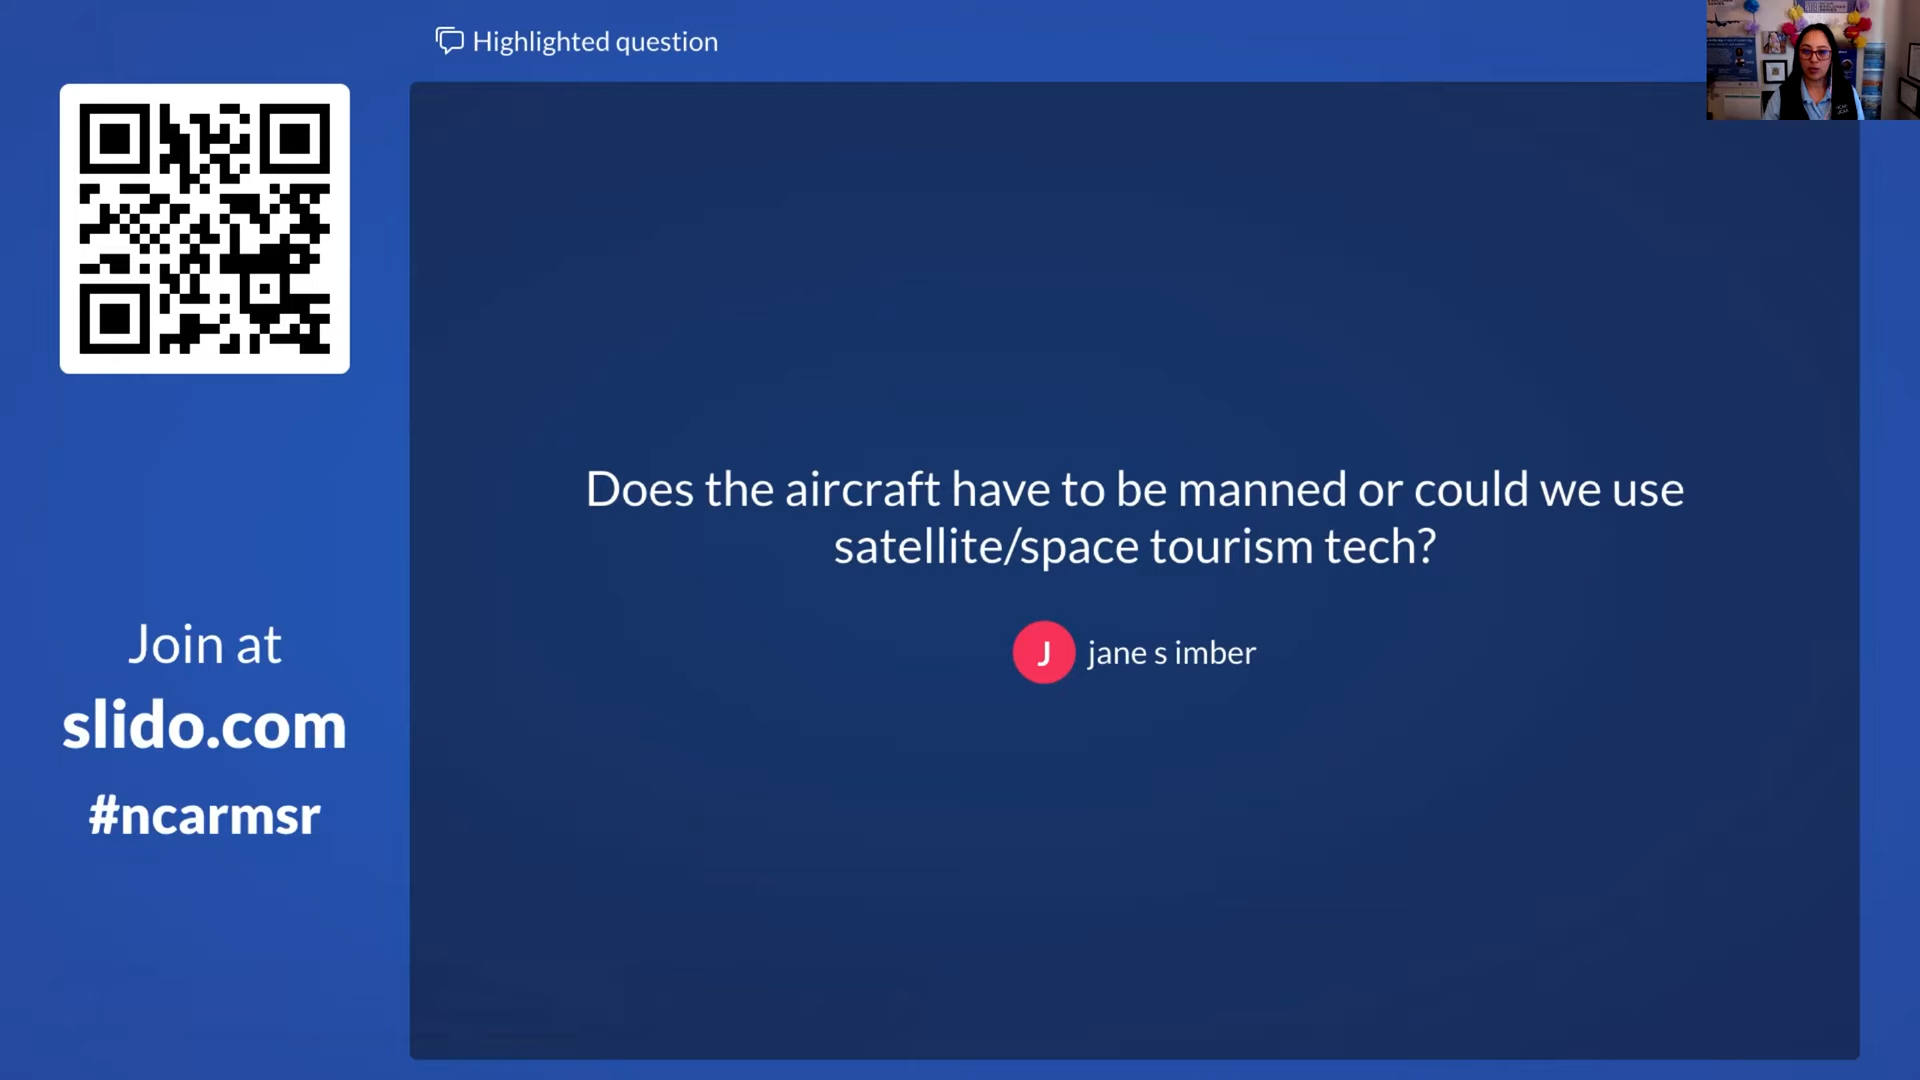 Highlighted question
Does the aircraft have to be manned or could we use
satellite/space tourism tech?
J jane s imber
Join at
slido.com
#ncarmsr